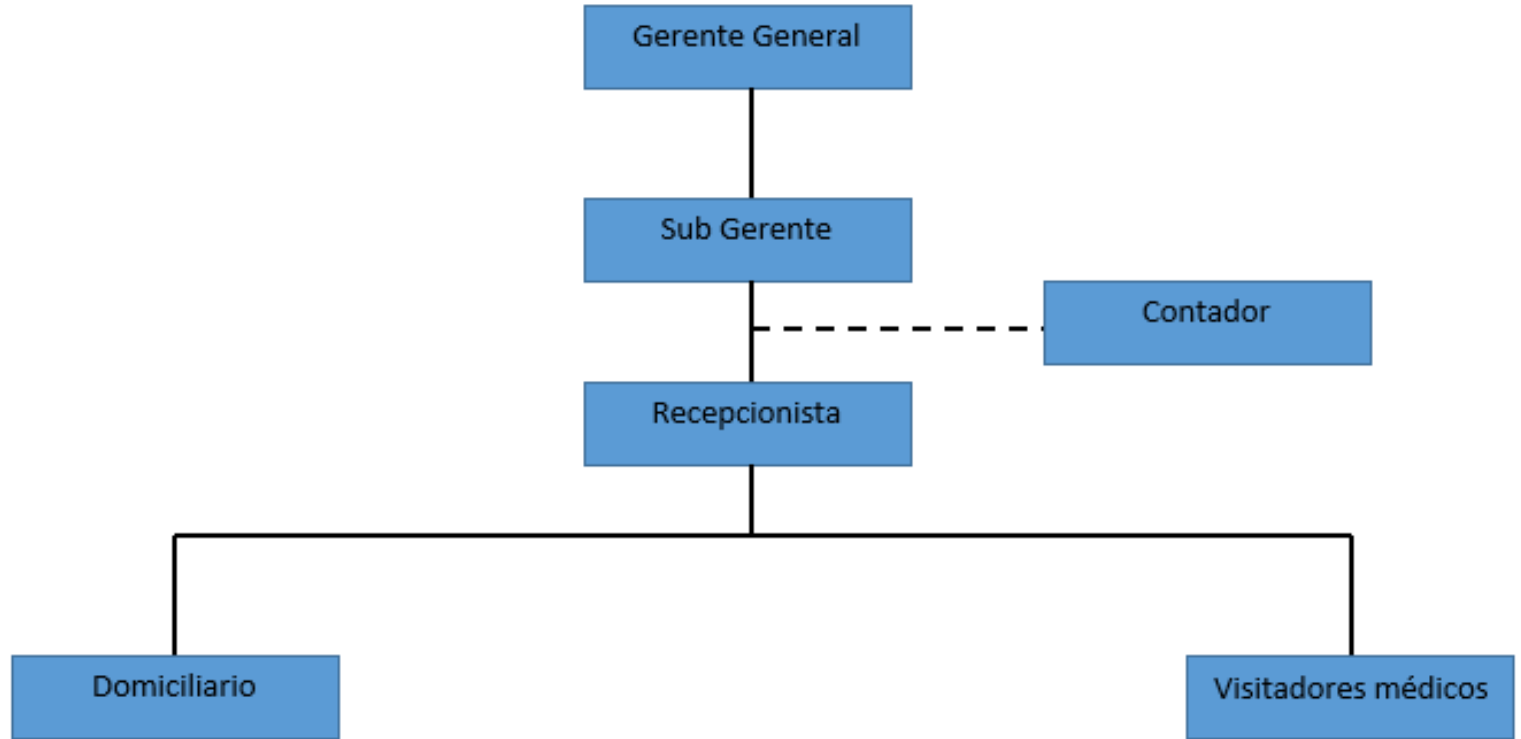 Gerente General
Sub Gerente
Contador
Recepcionista
Domiciliario
Visitadores médicos